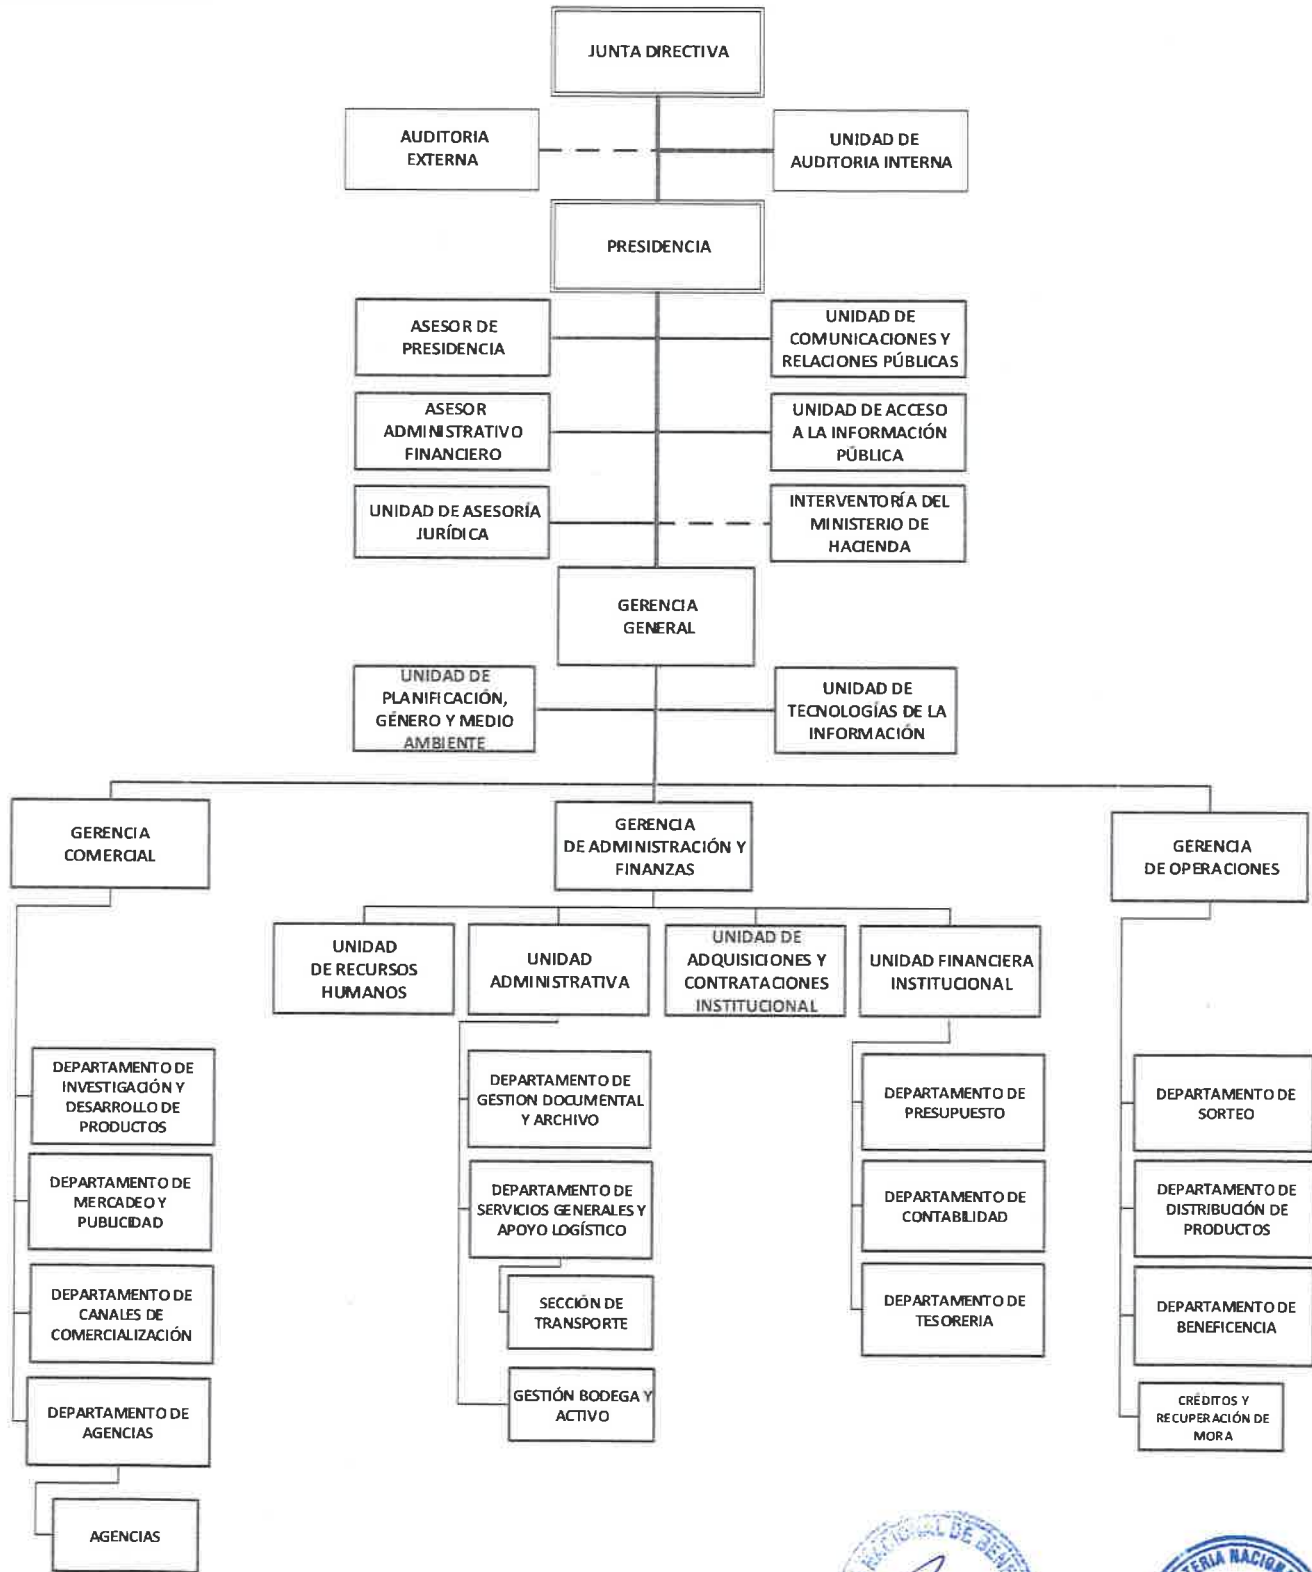 JUNTA DIRECTIVA
AUDITORIA
EXTERNA
UNIDAD DE
AUDITORIA INTERNA
PRESIDENCIA
ASESOR DE
PRESIDENCIA
UNIDAD DE
COMUNICACIONES Y
RELACIONES PÚBLICAS
ASESOR
ADMINISTRATIVO
FINANCIERO
UNIDAD DE ACCESO
A LA INFORMACIÓN
PÚBLICA
UNIDAD DE ASESORÍA
JURÍDICA
INTERVENTORÍA DEL
MINISTERIO DE
HACIENDA
GERENCIA
GENERAL
UNIDAD DE
PLANIFICACIÓN,
GÉNERO Y MEDIO
AMBIENTE
UNIDAD DE
TECNOLOGÍAS DE LA
INFORMACIÓN
GERENCIA
COMERCIAL
GERENCIA
DE ADMINISTRACIÓN Y
FINANZAS
GERENCIA
DE OPERACIONES
UNIDAD
DE RECURSOS
HUMANOS
UNIDAD
ADMINISTRATIVA
UNIDAD DE
ADQUISICIONES Y
CONTRATACIONES
INSTITUCIONAL
UNIDAD FINANCIERA
INSTITUCIONAL
DEPARTAMENTO DE
INVESTIGACIÓN Y
DESARROLLO DE
PRODUCTOS
DEPARTAMENTO DE
MERCADEO Y
PUBLICIDAD
DEPARTAMENTO DE
CANALES DE
COMERCIALIZACIÓN
DEPARTAMENTO DE
AGENCIAS
AGENCIAS
DEPARTAMENTO DE
GESTION DOCUMENTAL
Y ARCHIVO
DEPARTAMENTO DE
SERVICIOS GENERALES Y
APOYO LOGÍSTICO
SECCIÓN DE
TRANSPORTE
GESTIÓN BODEGA Y
ACTIVO
DEPARTAMENTO DE
PRESUPUESTO
DEPARTAMENTO DE
CONTABILIDAD
DEPARTAMENTO DE
TESORERIA
DEPARTAMENTO DE
SORTEO
DEPARTAMENTO DE
DISTRIBUCIÓN DE
PRODUCTOS
DEPARTAMENTO DE
BENEFICENCIA
CRÉDITOS Y
RECUPERACIÓN DE
MORA
NACIONAL DE